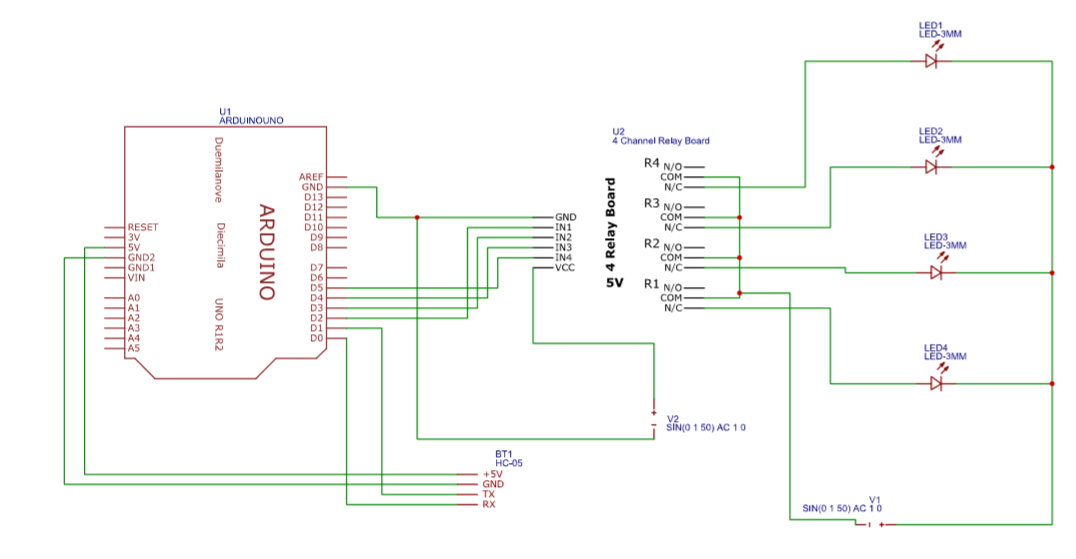 LED1
LED-3MM
U1
ARDUINOUNO
Duemilanove
Diecimila
UNO R1R2
ARDUINO
RESET
3V
5V
GND2
GND1
VIN
A0
A1
A2
A3
A4
A5
AREF
GND
D13
D12
D11
D10
D9
D8
D7
D6
D5
D4
D3
D2
D1
D0
GND
IN1
IN2
IN3
IN4
VCC
U2
4 Channel Relay Board
4 Relay Board
5V
R4 N/O
COM
N/C
R3 N/O
COM
N/C
R2 N/O
COM
N/C
R1 N/O
COM
N/C
LED2
LED-3MM
LED3
LED-3MM
LED4
LED-3MM
+
-
V2
SIN(0 1 50) AC 1 0
BT1
HC-05
+5V
GND
TX
RX
V1
SIN(0 1 50) AC 1 0
- +